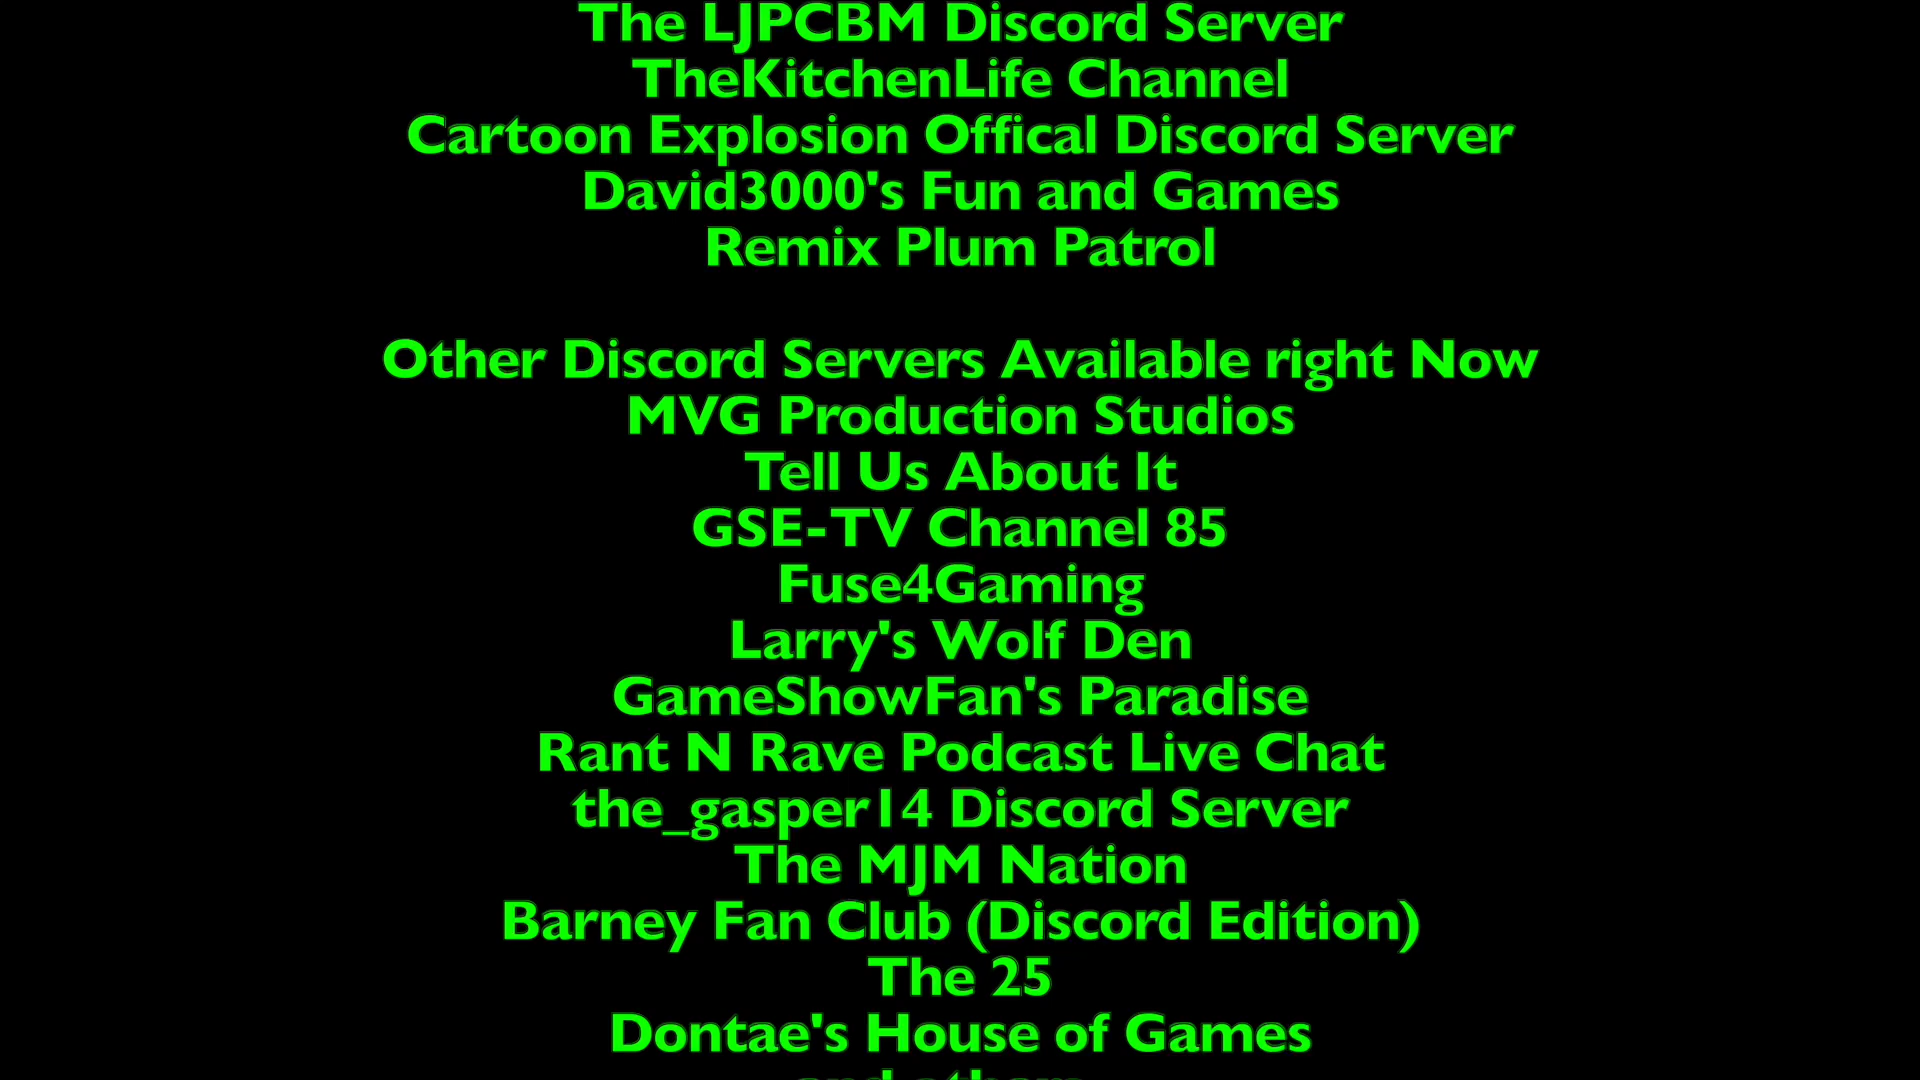 The LJPCBM Discord Server
TheKitchenLife Channel
Cartoon Explosion Offical Discord Server
David3000's Fun and Games
Remix Plum Patrol
Other Discord Servers Available right Now
MVG Production Studios
Tell Us About It
GSE-TV Channel 85
Fuse4Gaming
Larry's Wolf Den
GameShowFan's Paradise
Rant N Rave Podcast Live Chat
the_gasper14 Discord Server
The MJM Nation
Barney Fan Club (Discord Edition)
The 25
Dontae's House of Games